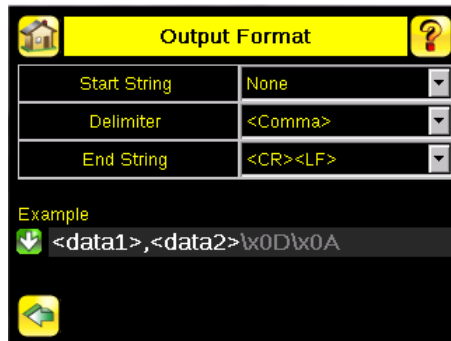 Output Format
Start String None
Delimiter <Comma>
End String <CR><LF>
Example
<data1>,<data2>\x0D\x0A